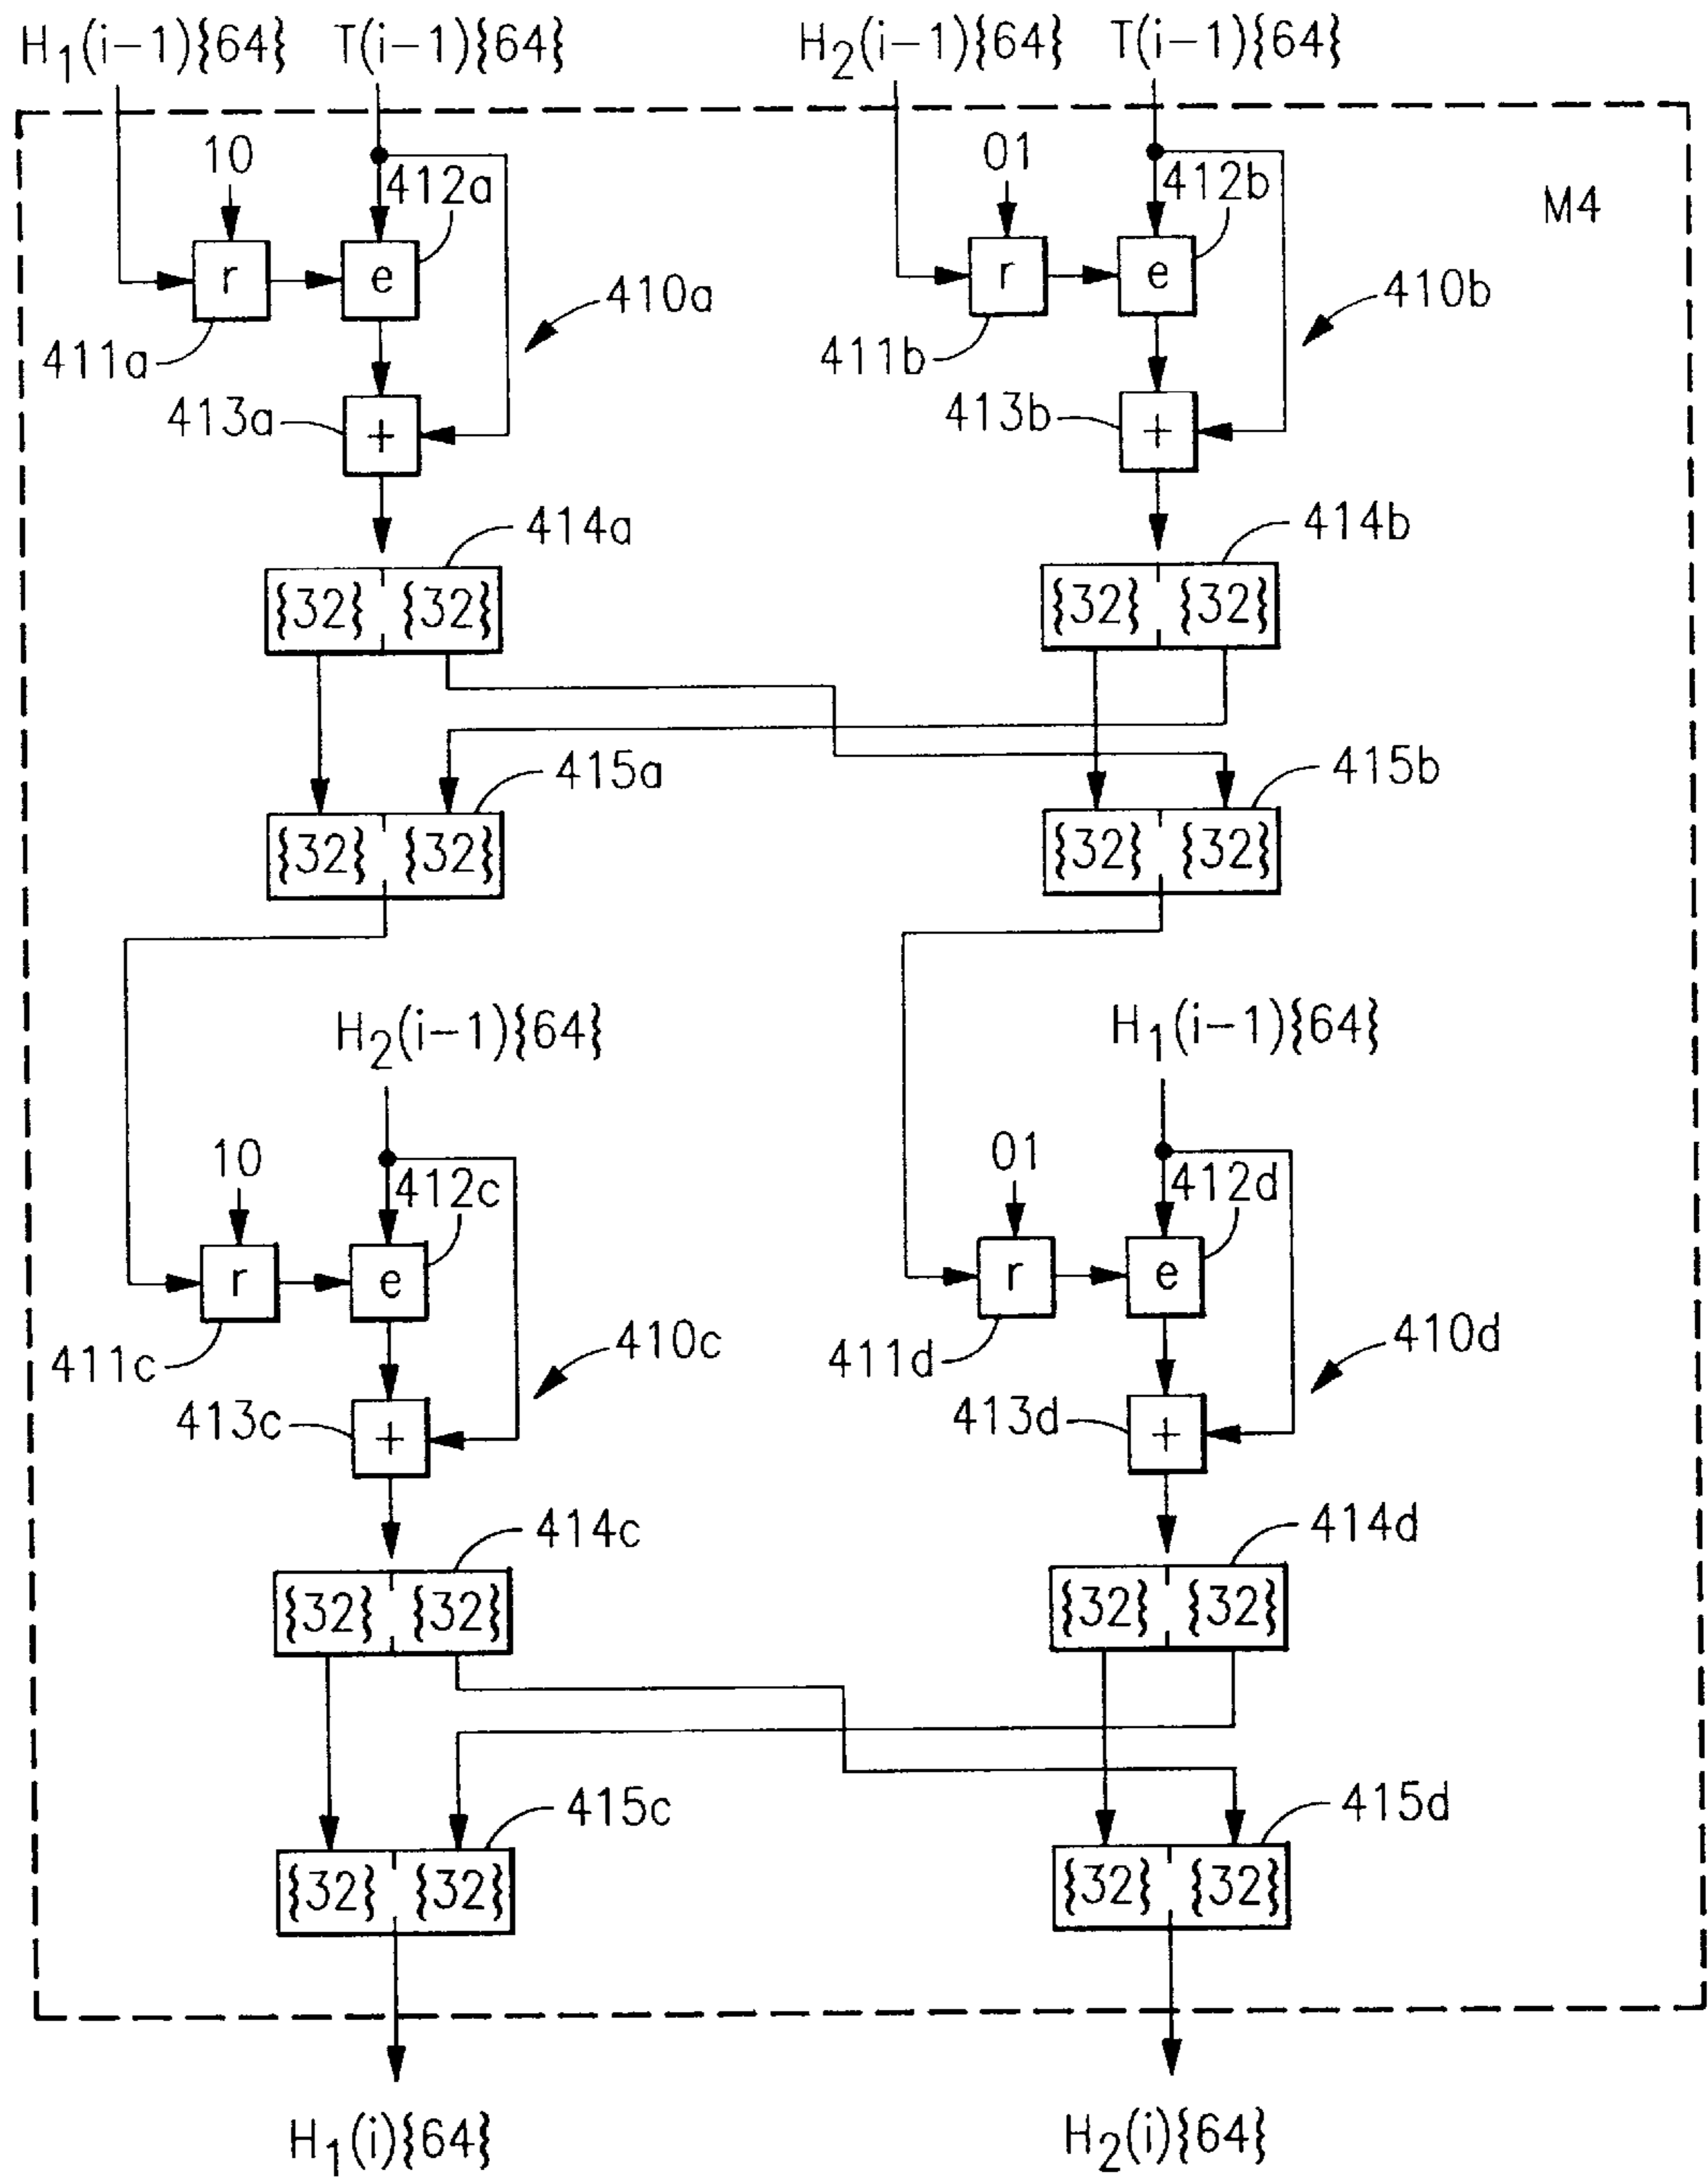 H₁(i−1){64} T(i−1){64} H₂(i−1){64} T(i−1){64}
10 412a 01 412b M4
r e 410a r e 410b
411a 411b
413a + 413b +
414a 414b
{32} {32} {32} {32}
415a 415b
{32} {32} {32} {32}
H₂(i−1){64} H₁(i−1){64}
10 412c 01 412d
r e 410c r e 410d
411c 411d
413c + 413d +
414c 414d
{32} {32} {32} {32}
415c 415d
{32} {32} {32} {32}
H₁(i){64} H₂(i){64}